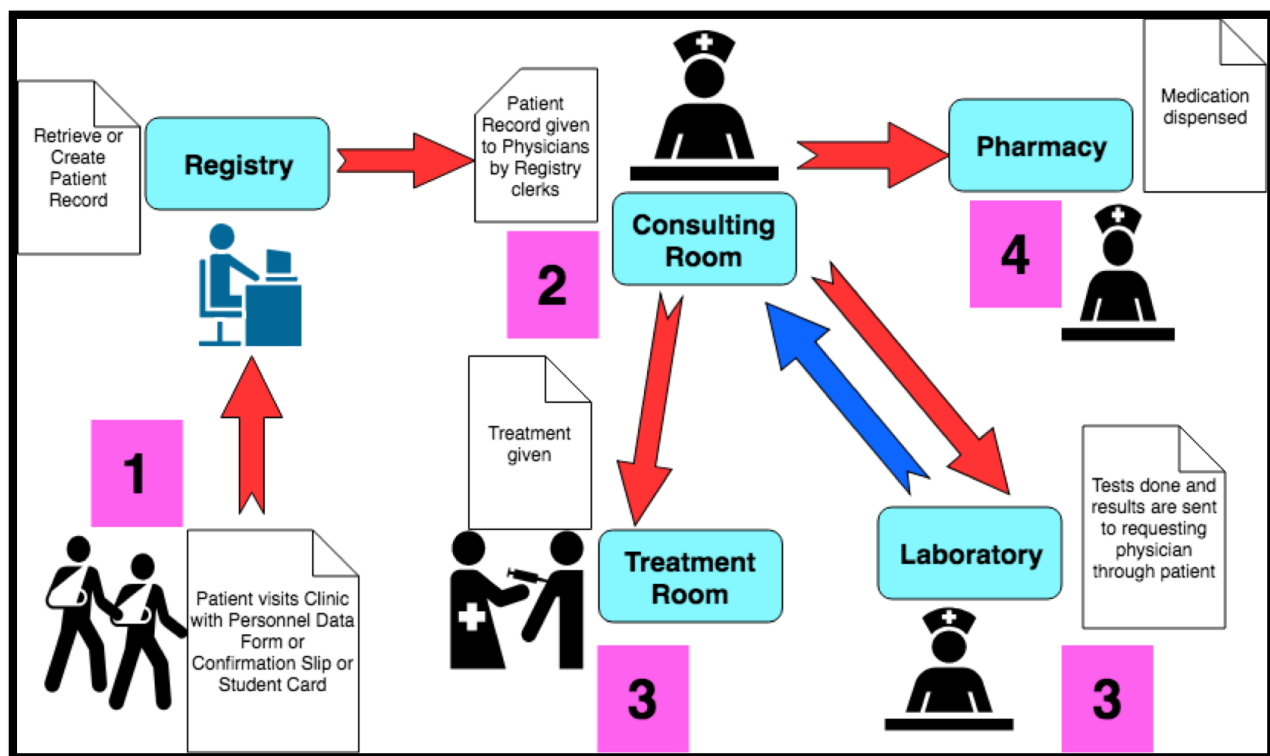 Retrieve or
Create
Patient
Record
Registry
Patient
Record given
to Physicians
by Registry
clerks
Consulting
Room
Pharmacy
Medication
dispensed
2
4
1
Patient visits Clinic
with Personnel Data
Form or
Confirmation Slip or
Student Card
Treatment
given
Treatment
Room
3
Laboratory
Tests done and
results are sent
to requesting
physician
through patient
3